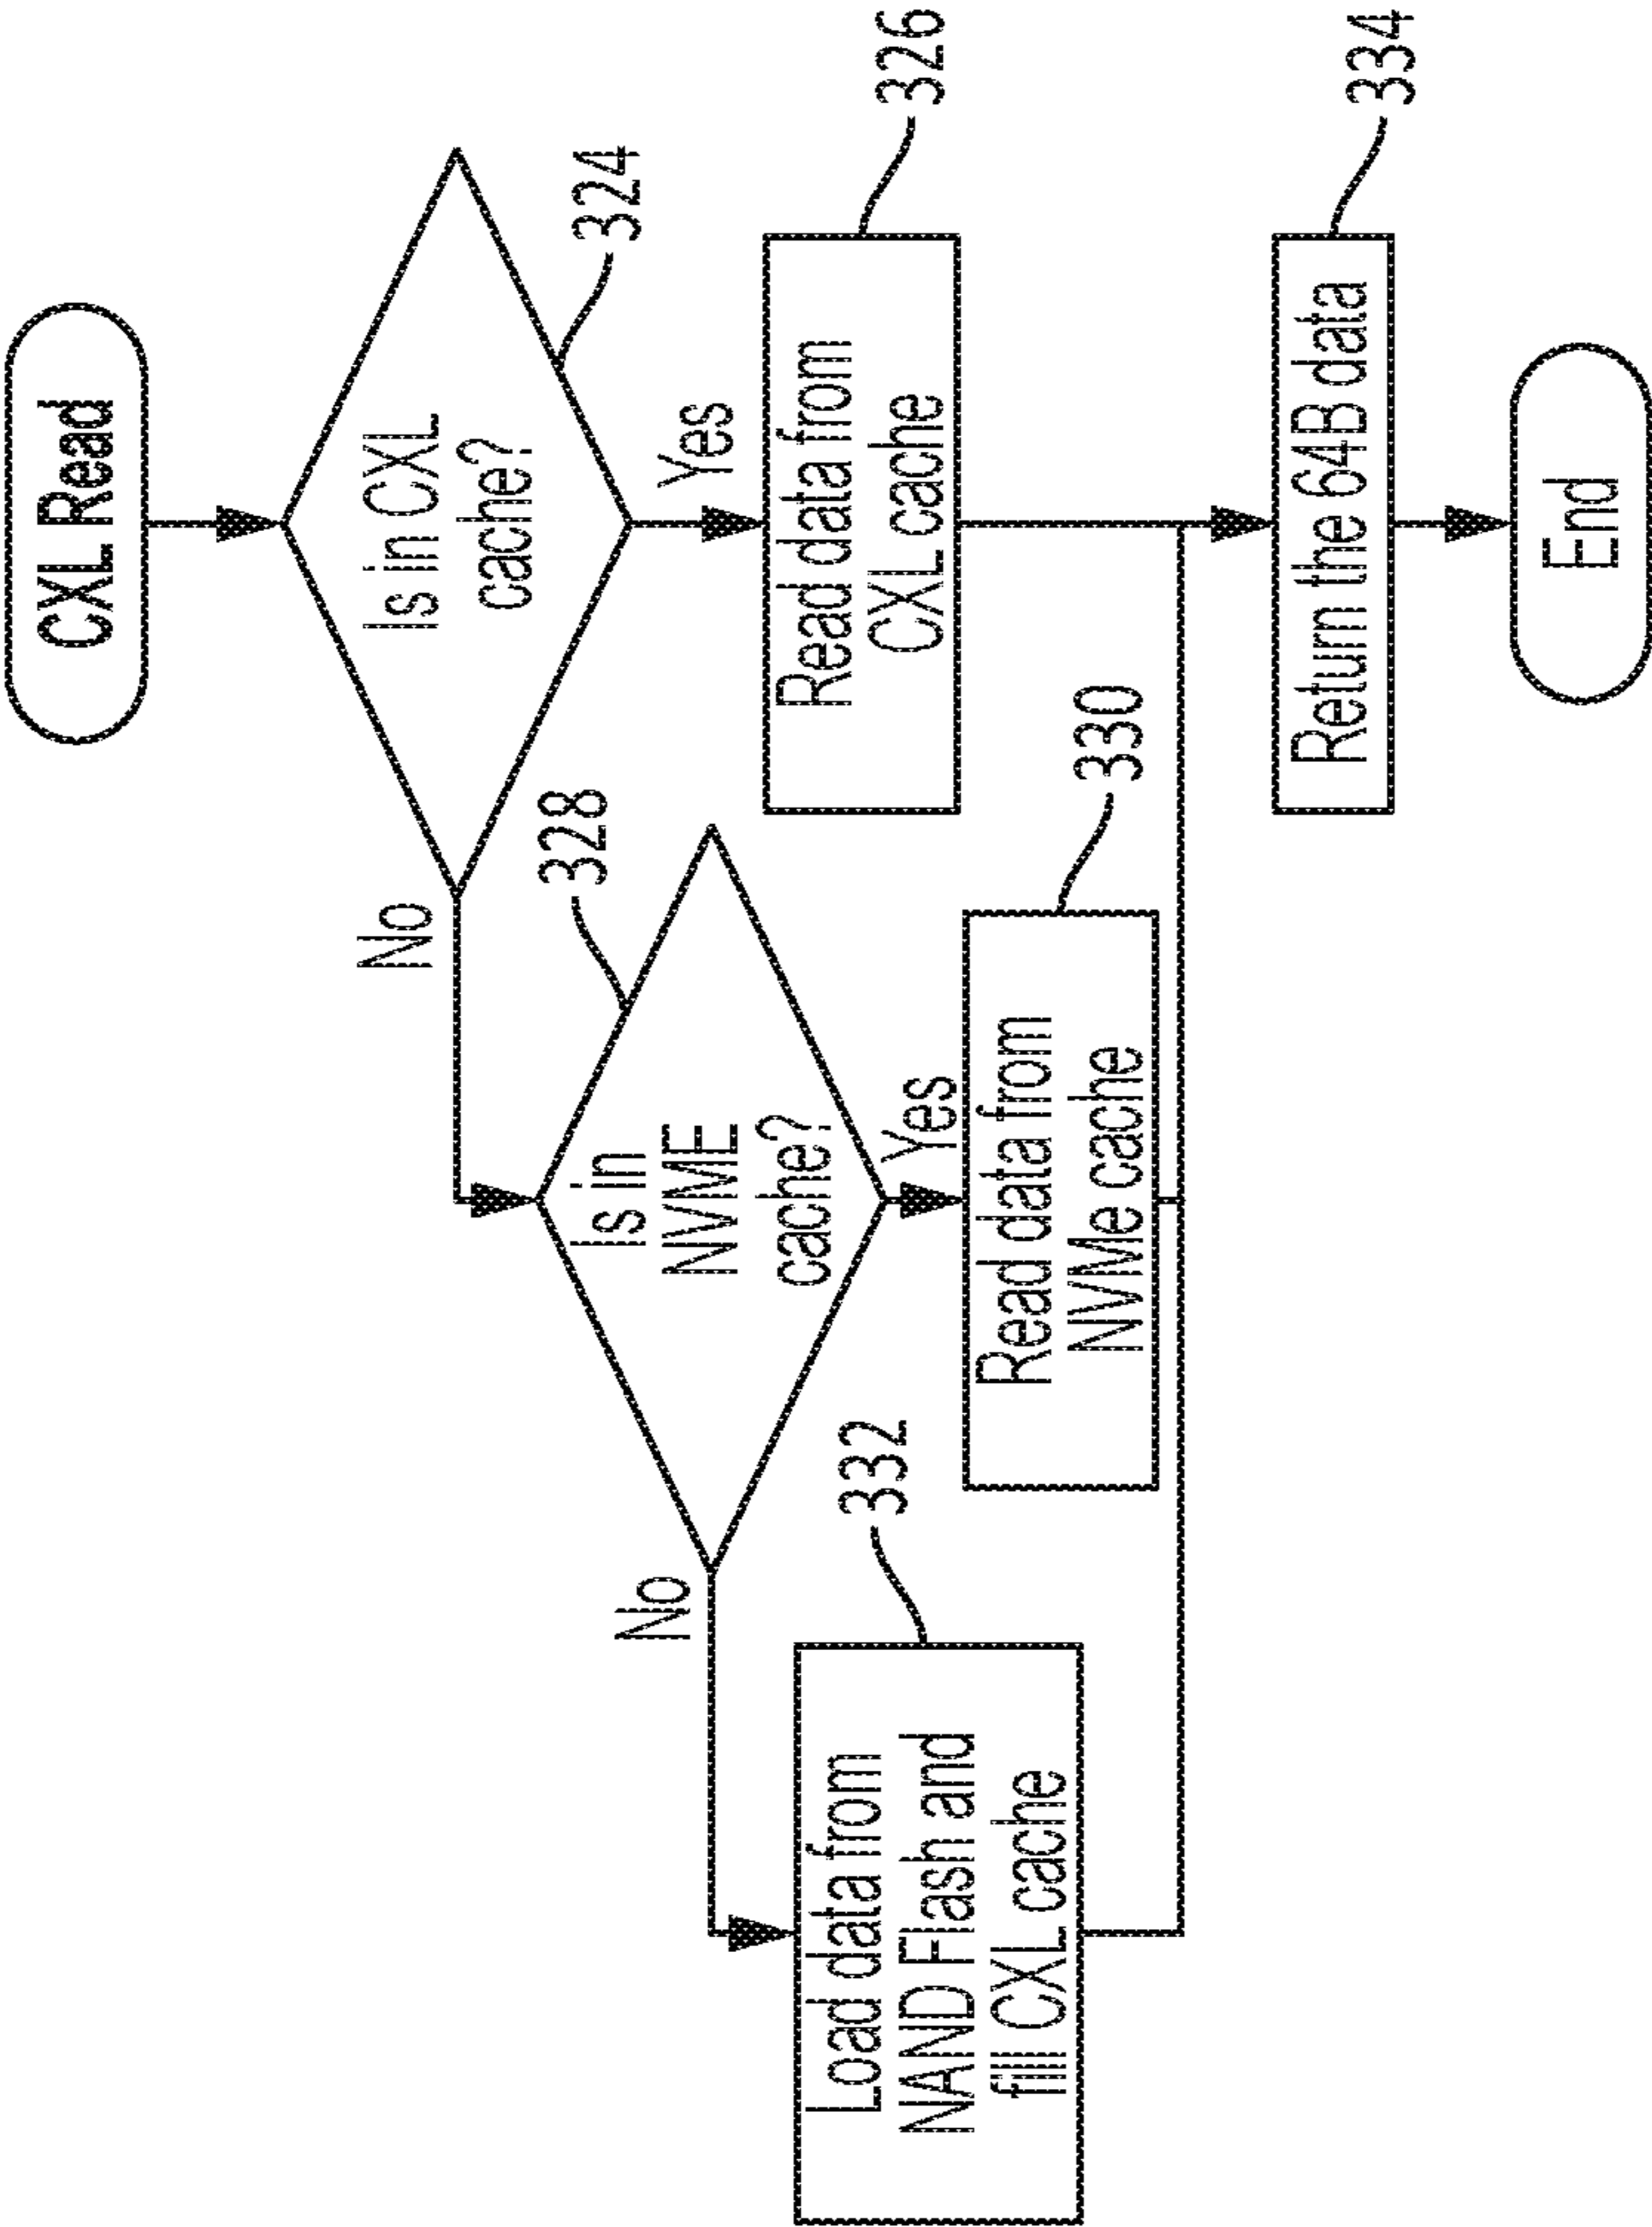 CXL Read
Is in CXL
cache?
324
No
Yes
Read data from
CXL cache
326
Is in
NVME
cache?
328
No
Yes
Read data from
NVMe cache
330
Load data from
NAND Flash and
fill CXL cache
332
Return the 64B data
334
End